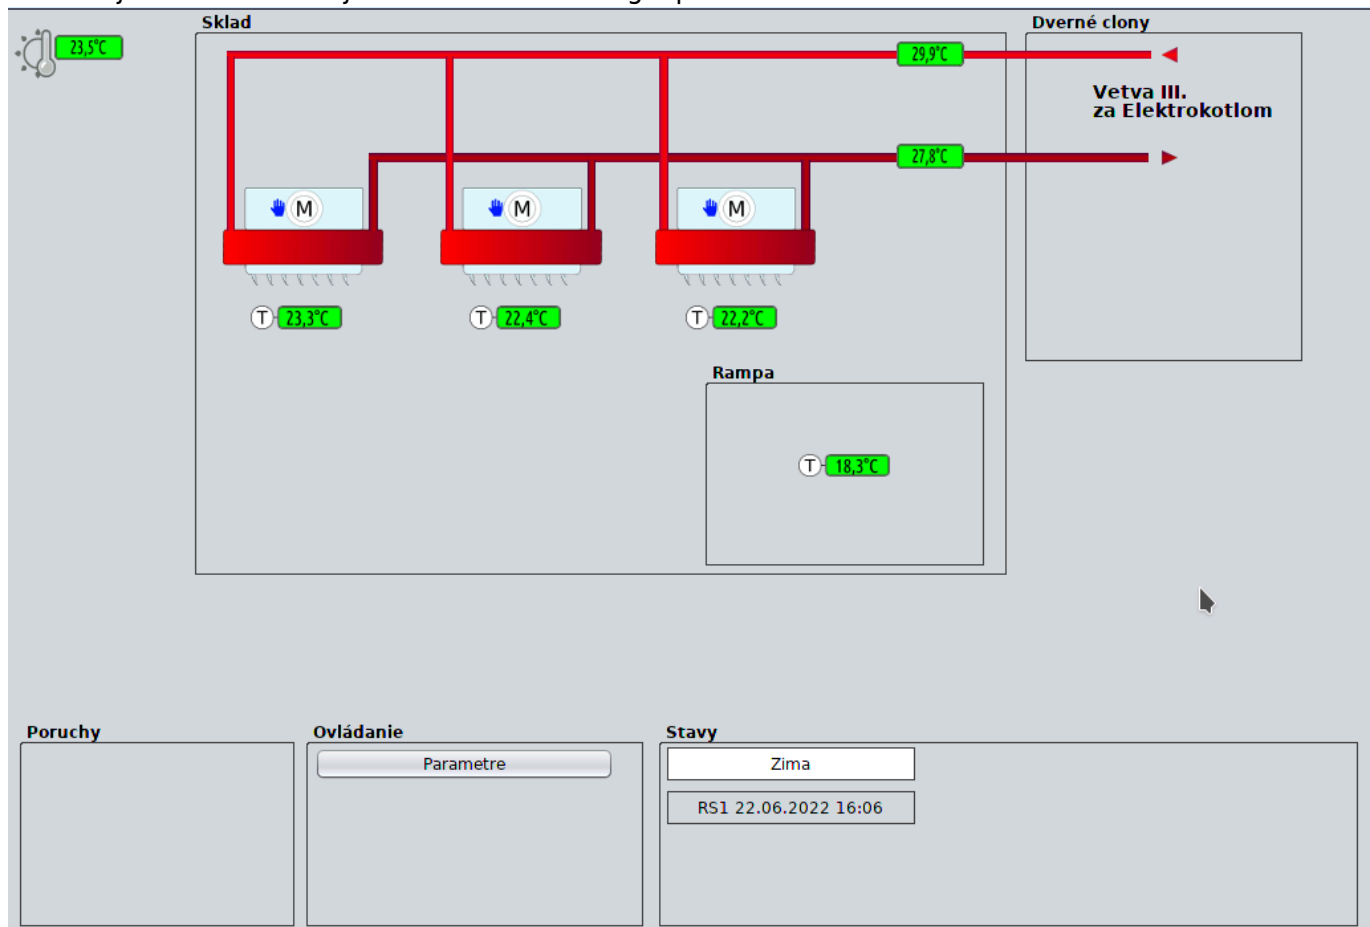 Sklad
Dverné clony
23,5°C
29,9°C
Vetva III.
za Elektrokotlom
27,8°C
M
M
M
T 23,3°C
T 22,4°C
T 22,2°C
Rampa
T 18,3°C
Poruchy
Ovládanie
Stavy
Parametre
Zima
RS1 22.06.2022 16:06